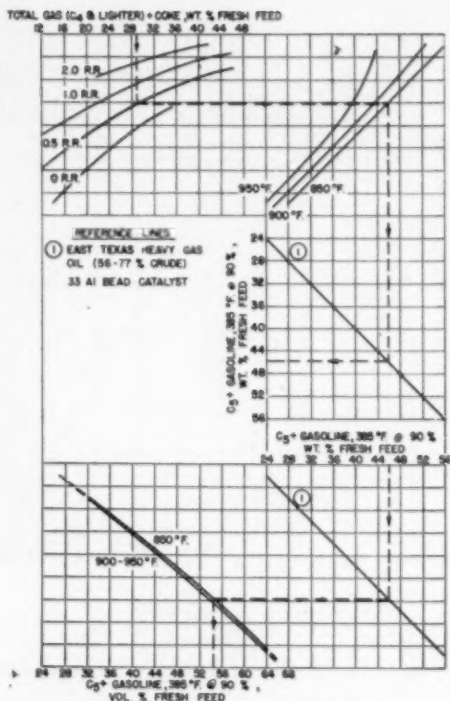 TOTAL GAS (C4 & LIGHTER) + COKE, WT. % FRESH FEED
12 16 20 24 28 32 36 40 44 48
2.0 R.R.
1.0 R.R.
0.5 R.R.
0 R.R.
950°F.
900°F.
850°F.
REFERENCE LINES
① EAST TEXAS HEAVY GAS
OIL (56-77 % CRUDE)
33 AI BEAD CATALYST
C5+ GASOLINE, 385°F. @ 90 %,
WT. % FRESH FEED
24
28
32
36
40
44
48
52
56
①
C5+ GASOLINE, 385°F. @ 90 %
WT. % FRESH FEED
24 28 32 36 40 44 48 52 56
①
850°F.
900-950°F.
24 28 32 36 40 44 48 52 56 60 64 68
C5+ GASOLINE, 385°F. @ 90 %,
VOL. % FRESH FEED